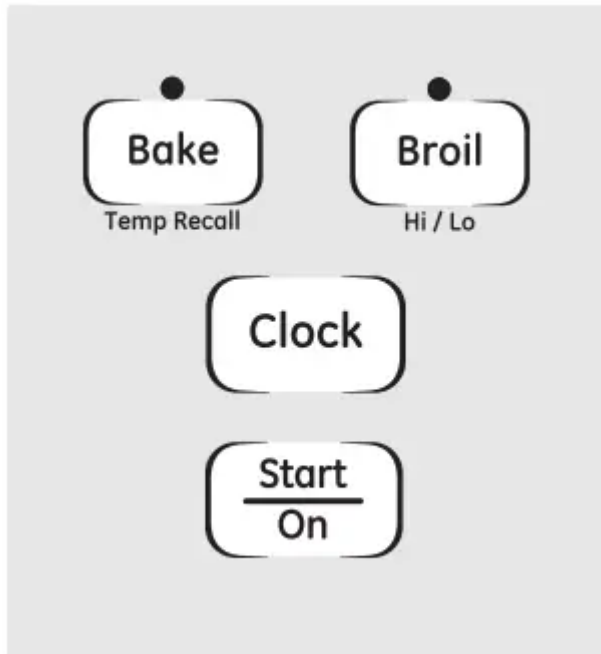 Bake
Broil
Temp Recall
Hi / Lo
Clock
Start
On